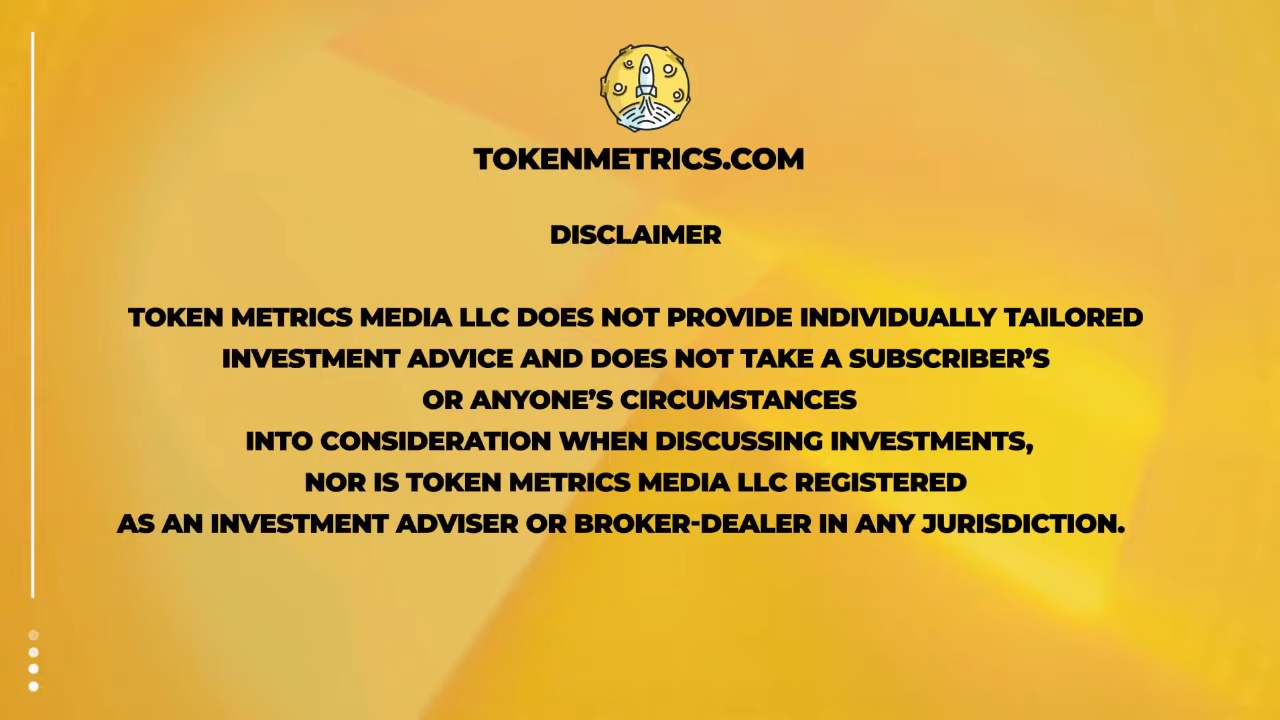 TOKENMETRICS.COM
DISCLAIMER
TOKEN METRICS MEDIA LLC DOES NOT PROVIDE INDIVIDUALLY TAILORED
INVESTMENT ADVICE AND DOES NOT TAKE A SUBSCRIBER’S
OR ANYONE’S CIRCUMSTANCES
INTO CONSIDERATION WHEN DISCUSSING INVESTMENTS,
NOR IS TOKEN METRICS MEDIA LLC REGISTERED
AS AN INVESTMENT ADVISER OR BROKER-DEALER IN ANY JURISDICTION.